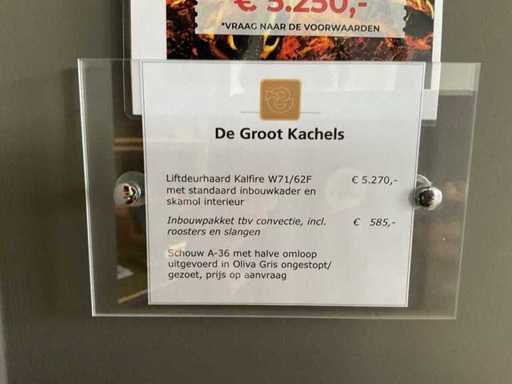 € 5.250,-
*VRAAG NAAR DE VOORWAARDEN
De Groot Kachels
Liftdeurhaard Kalfire W71/62F € 5.270,-
met standaard inbouwkader en
skamol interieur
Inbouwpakket tbv convectie, incl. € 585,-
roosters en slangen
Schouw A-36 met halve omloop
uitgevoerd in Oliva Gris ongestopt/
gezoet, prijs op aanvraag